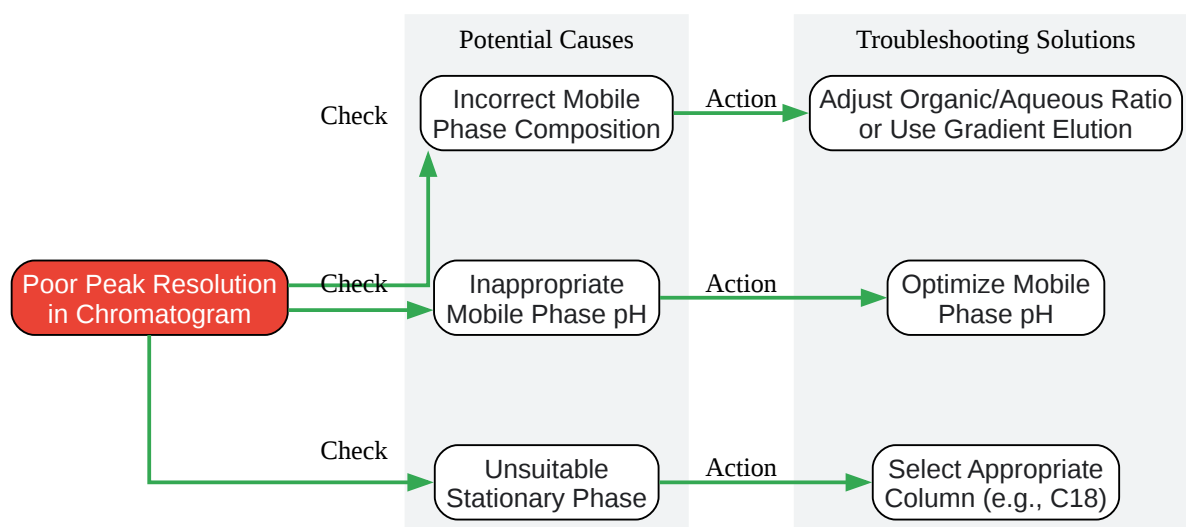 Potential Causes
Troubleshooting Solutions
Check
Incorrect Mobile
Phase Composition
Action
Adjust Organic/Aqueous Ratio
or Use Gradient Elution
Poor Peak Resolution
in Chromatogram
Check
Inappropriate
Mobile Phase pH
Action
Optimize Mobile
Phase pH
Check
Unsuitable
Stationary Phase
Action
Select Appropriate
Column (e.g., C18)